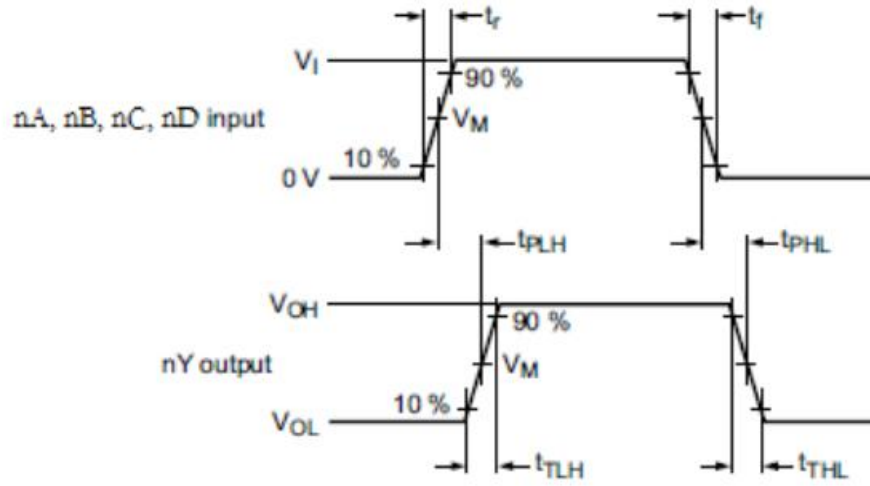 tr tf
VI
90 %
nA, nB, nC, nD input VM
10 %
0 V
tPLH tPHL
VOH
90 %
nY output VM
10 %
VOL
tTLH tTHL